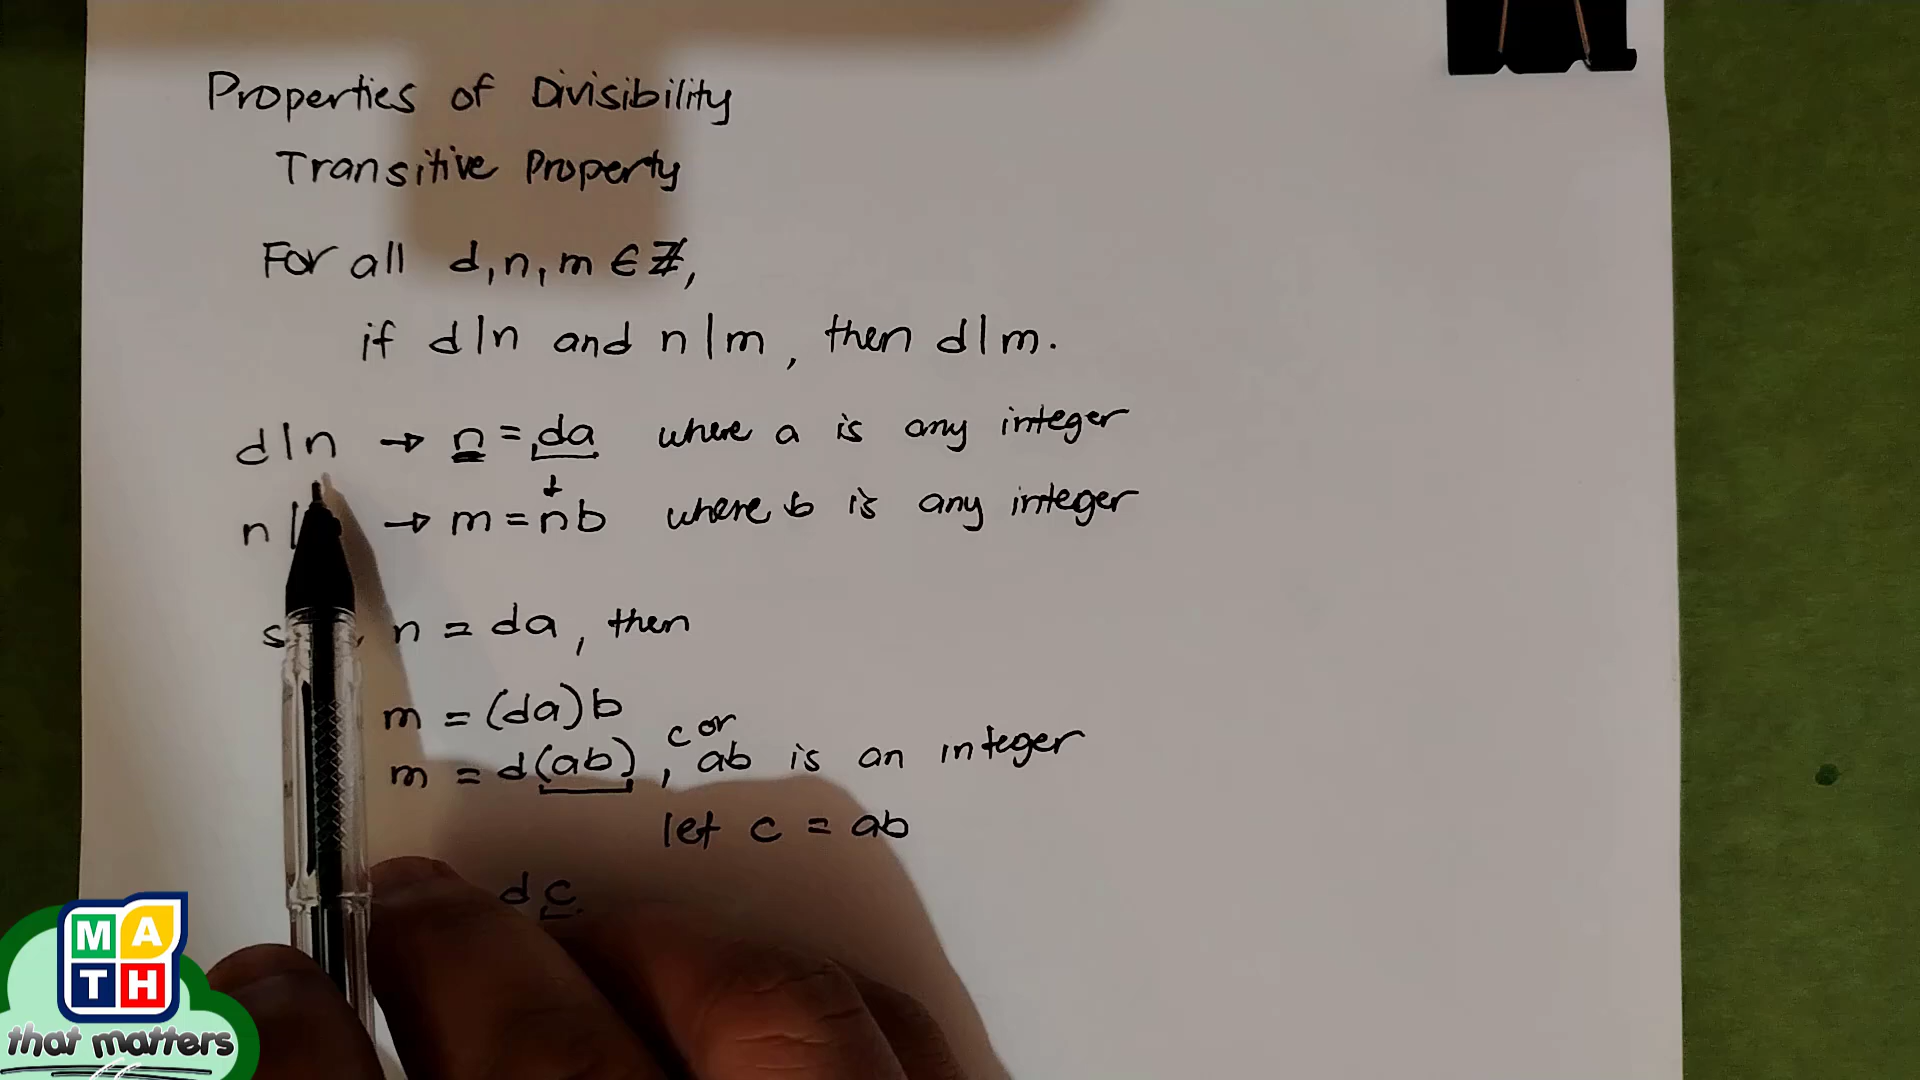 Properties of Divisibility
Transitive Property
For all d, n, m ∈ ℤ,
if d|n and n|m, then d|m.
d|n → n = da where a is any integer
n| → m = nb where b is any integer
n = da, then
m = (da)b
c or
m = d(ab), ab is an integer
let c = ab
dc
MATH
that matters